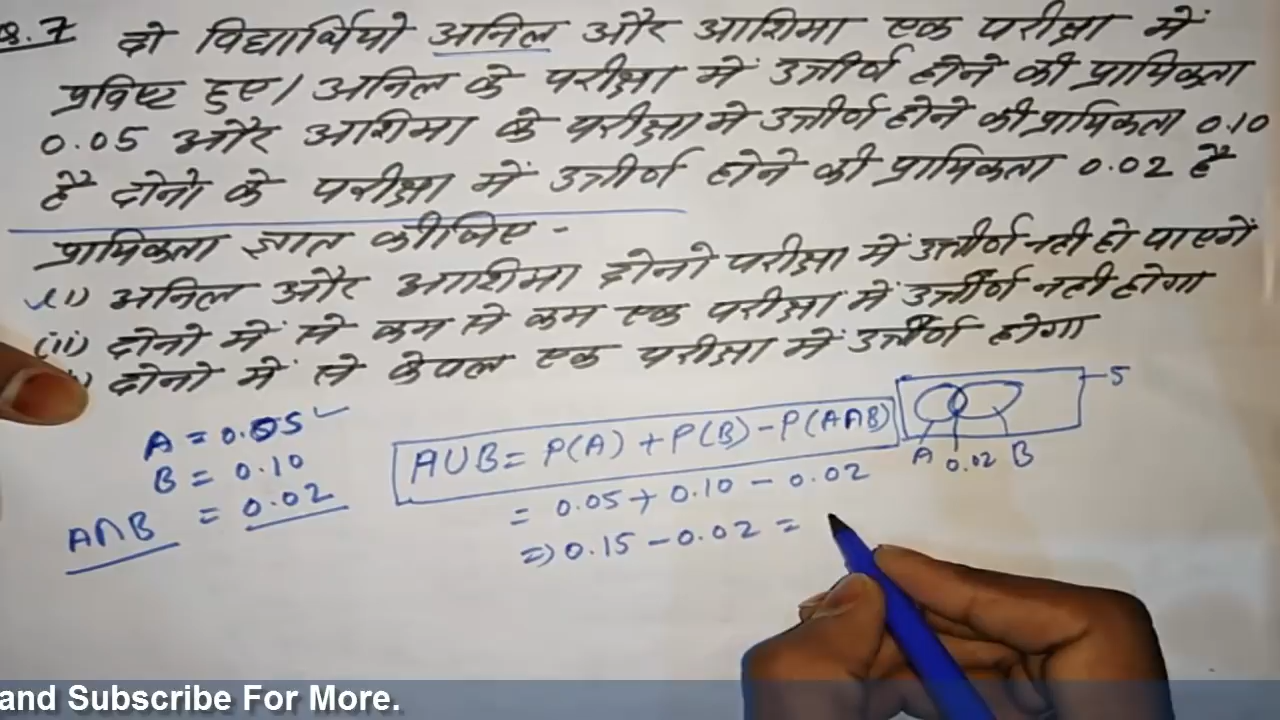 8.7 दो विद्यार्थियो अनिल और आशिमा एक परीक्षा में
प्रविष्ट हुए। अनिल के परीक्षा में उत्तीर्ण होने की प्रायिकता
0.05 और आशिमा के परीक्षा मे उत्तीर्ण होने की प्रायिकता 0.10
है दोनो के परीक्षा में उत्तीर्ण होने की प्रायिकता 0.02 है
प्रायिकता ज्ञात कीजिए -
(i) अनिल और आशिमा दोनो परीक्षा में उत्तीर्ण नही हो पाएगें
(ii) दोनो में से कम से कम एक परीक्षा में उत्तीर्ण नही होगा
दोनो में से केवल एक परीक्षा में उत्तीर्ण होगा
A = 0.05
B = 0.10
A∩B = 0.02
AUB = P(A) + P(B) - P(A∩B)
= 0.05 + 0.10 - 0.02
=) 0.15 - 0.02 =
S
A 0.02 B
and Subscribe For More.